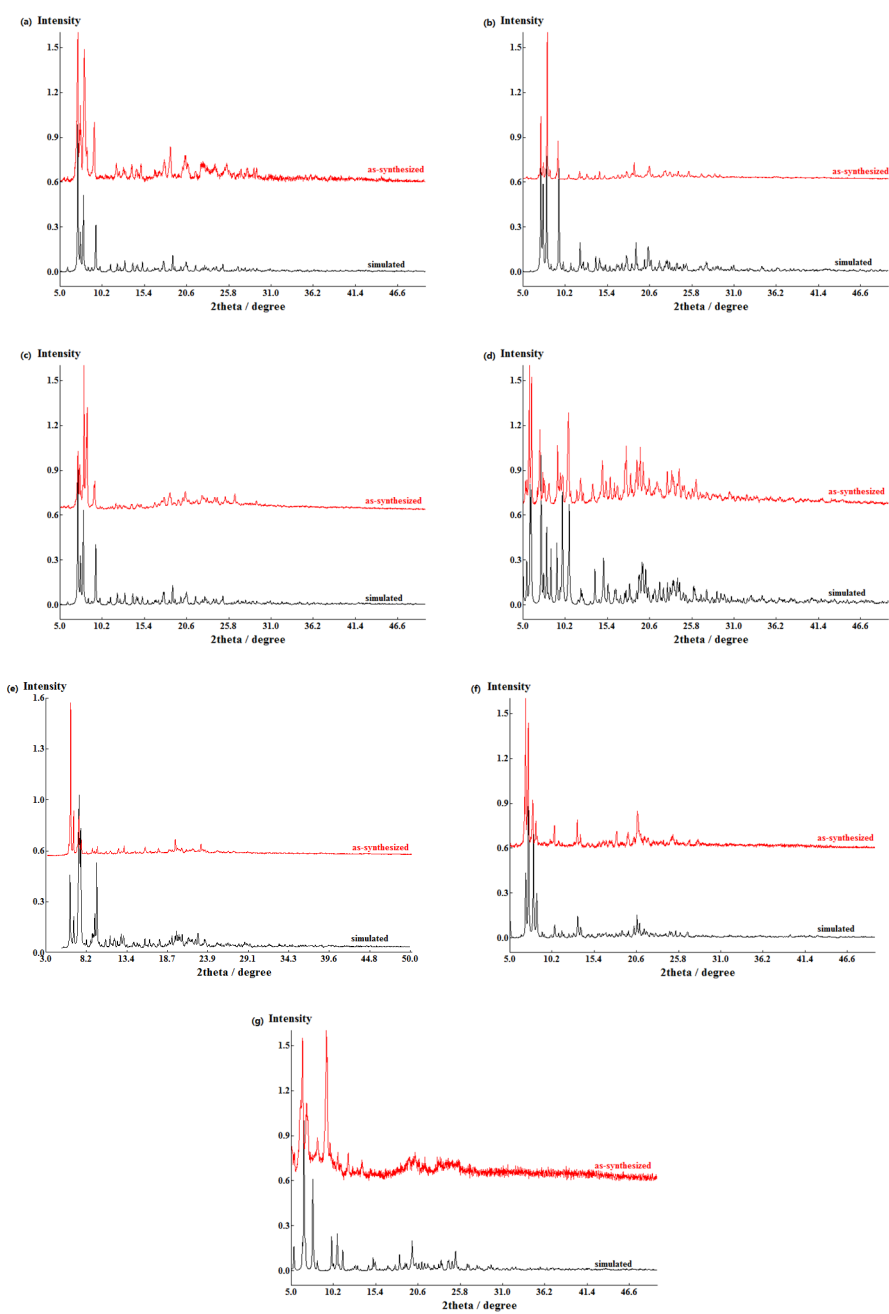 (a) Intensity
1.5
1.2
0.9
as-synthesized
0.6
0.3
simulated
0.0
5.0 10.2 15.4 20.6 25.8 31.0 36.2 41.4 46.6
2theta / degree
(b) Intensity
1.5
1.2
0.9
as-synthesized
0.6
0.3
simulated
0.0
5.0 10.2 15.4 20.6 25.8 31.0 36.2 41.4 46.6
2theta / degree
(c) Intensity
1.5
1.2
0.9
as-synthesized
0.6
0.3
simulated
0.0
5.0 10.2 15.4 20.6 25.8 31.0 36.2 41.4 46.6
2theta / degree
(d) Intensity
1.5
1.2
0.9
as-synthesized
0.6
0.3
simulated
0.0
5.0 10.2 15.4 20.6 25.8 31.0 36.2 41.4 46.6
2theta / degree
(e) Intensity
1.6
1.3
1.0
as-synthesized
0.6
0.3
simulated
0.0
3.0 8.2 13.4 18.7 23.9 29.1 34.3 39.6 44.8 50.0
2theta / degree
(f) Intensity
1.5
1.2
0.9
as-synthesized
0.6
0.3
simulated
0.0
5.0 10.2 15.4 20.6 25.8 31.0 36.2 41.4 46.6
2theta / degree
(g) Intensity
1.5
1.2
0.9
as-synthesized
0.6
0.3
simulated
0.0
5.0 10.2 15.4 20.6 25.8 31.0 36.2 41.4 46.6
2theta / degree